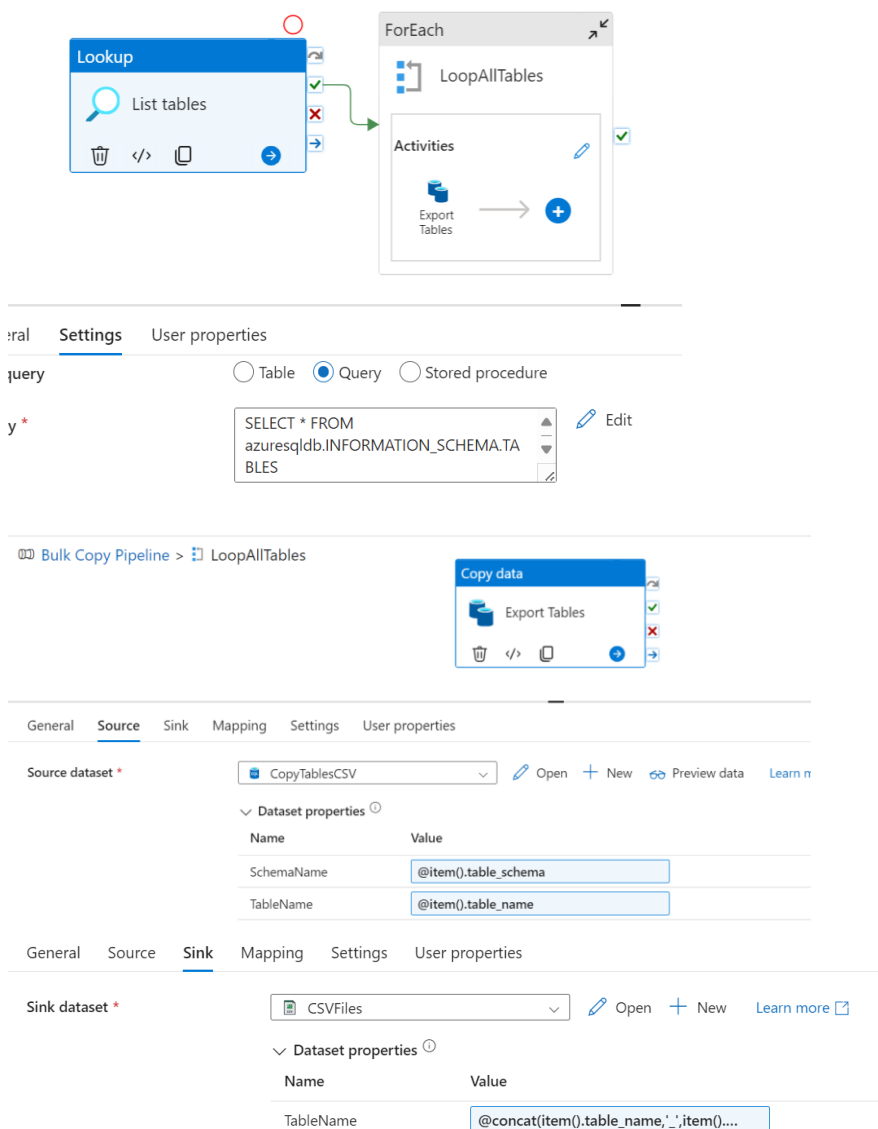 Lookup
List tables
</>
ForEach
LoopAllTables
Activities
Export
Tables
Settings
User properties
query
Table
Query
Stored procedure
y *
SELECT * FROM
azuresqldb.INFORMATION_SCHEMA.TA
BLES
Edit
Bulk Copy Pipeline > LoopAllTables
Copy data
Export Tables
</>
General Source Sink Mapping Settings User properties
Source dataset *
CopyTablesCSV
Open
New
Preview data
Learn m
Dataset properties
Name Value
SchemaName @item().table_schema
TableName @item().table_name
General Source Sink Mapping Settings User properties
Sink dataset *
CSVFiles
Open
New
Learn more
Dataset properties
Name Value
TableName @concat(item().table_name,'_',item()....